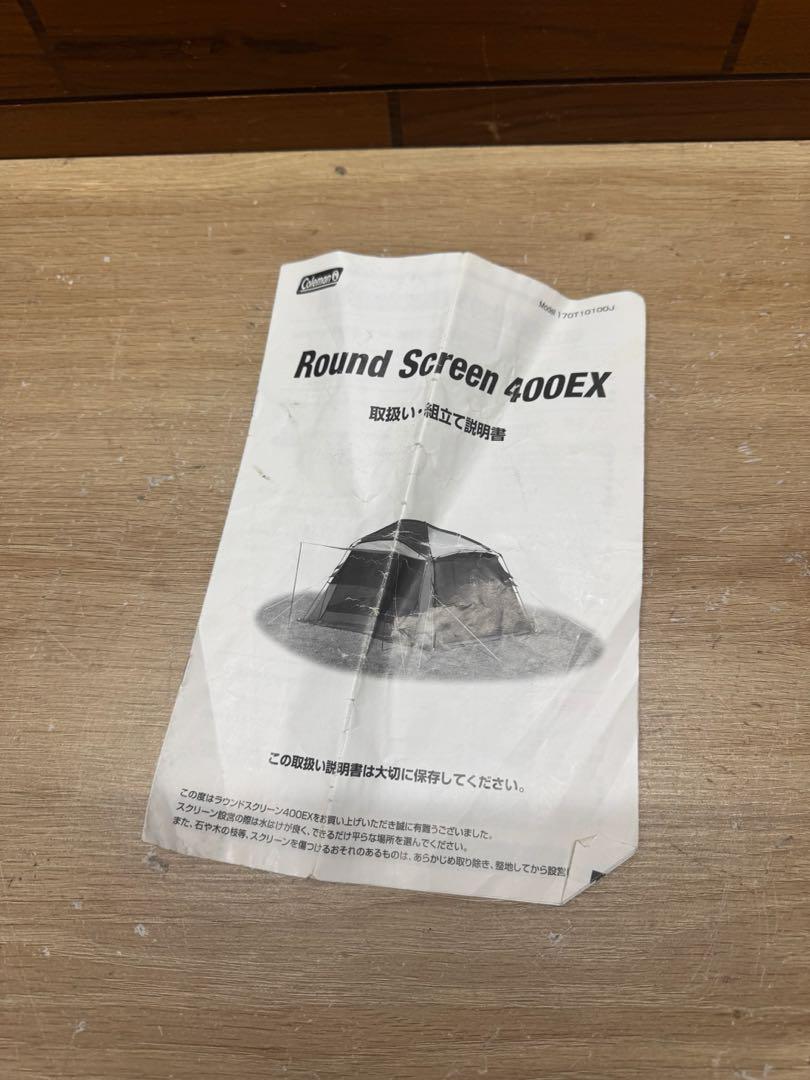 Coleman
Model 170T10100J
Round Screen 400EX
取扱い・組立て説明書
この取扱い説明書は大切に保存してください。
この度はラウンドスクリーン400EXをお買い上げいただき誠に有難うございました。
スクリーン設営の際は水はけが良く、できるだけ平らな場所を選んでください。
また、石や木の枝等、スクリーンを傷つけるおそれのあるものは、あらかじめ取り除き、整地してから設営